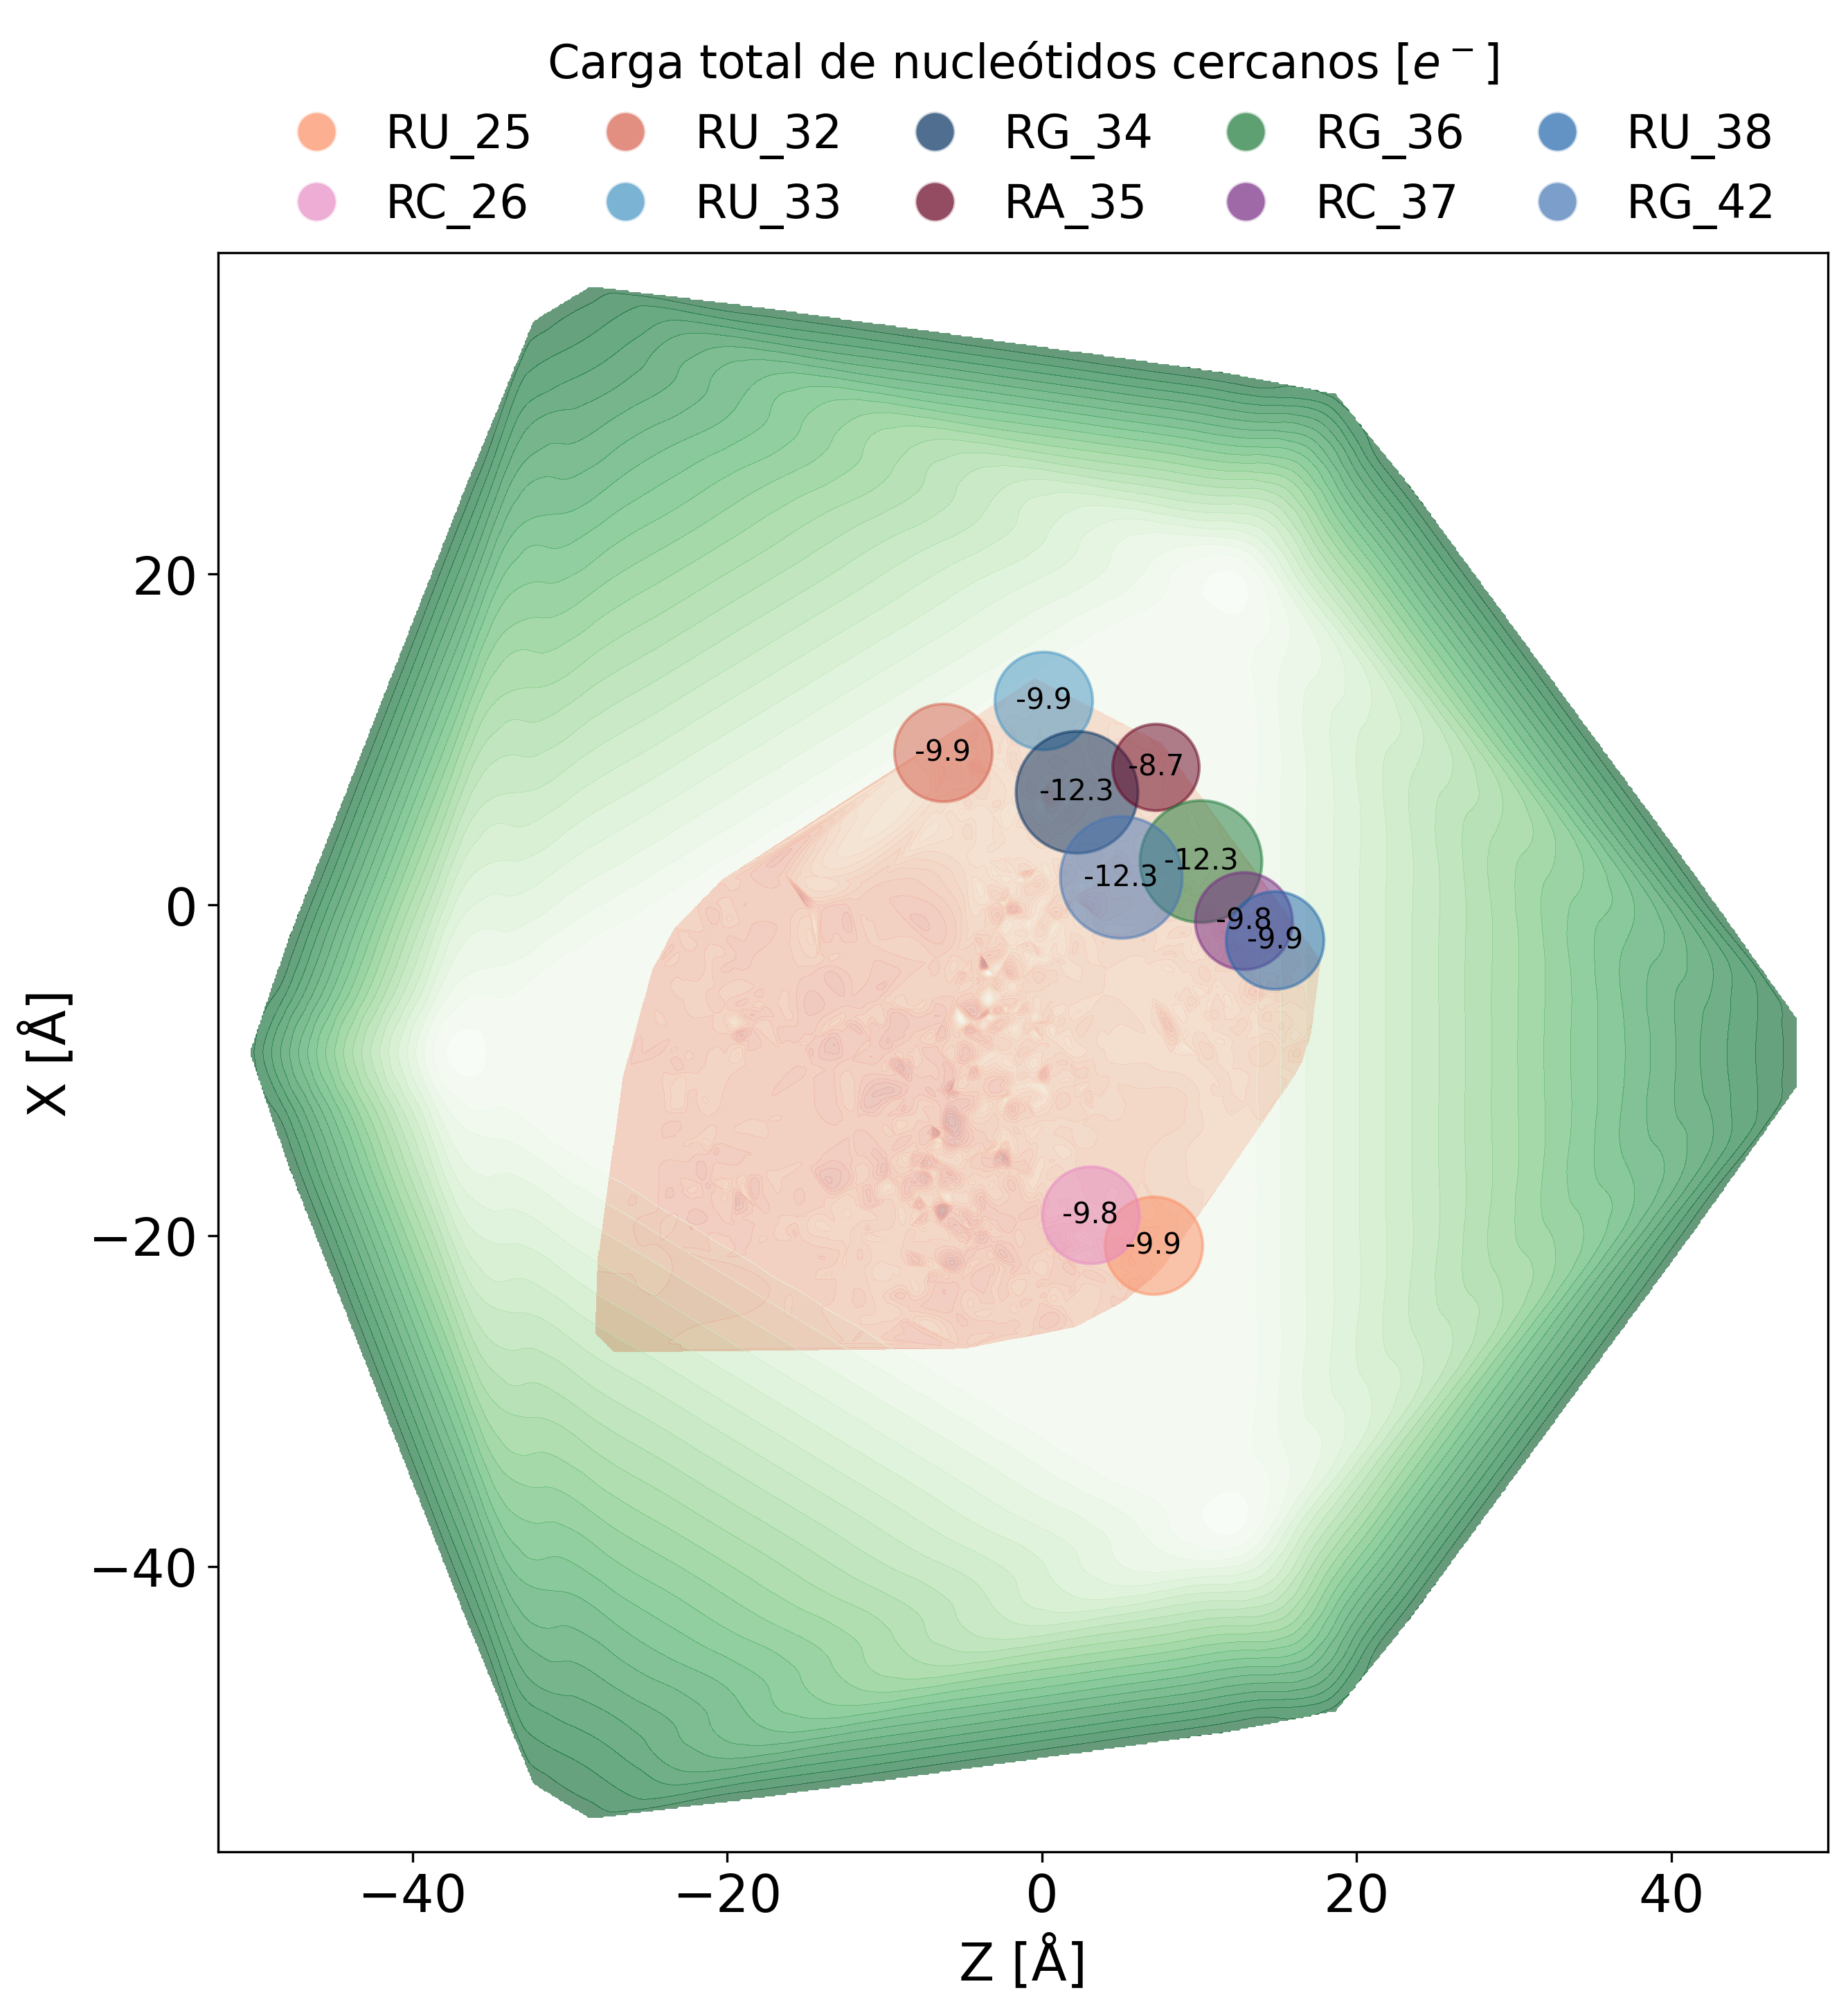 Carga total de nucleótidos cercanos [e⁻]
RU_25 RU_32 RG_34 RG_36 RU_38
RC_26 RU_33 RA_35 RC_37 RG_42
20
0
−20
−40
X [Å]
-9.9
-9.9
-8.7
-12.3
-12.3
-12.3
-9.8
-9.9
-9.8
-9.9
−40 −20 0 20 40
Z [Å]